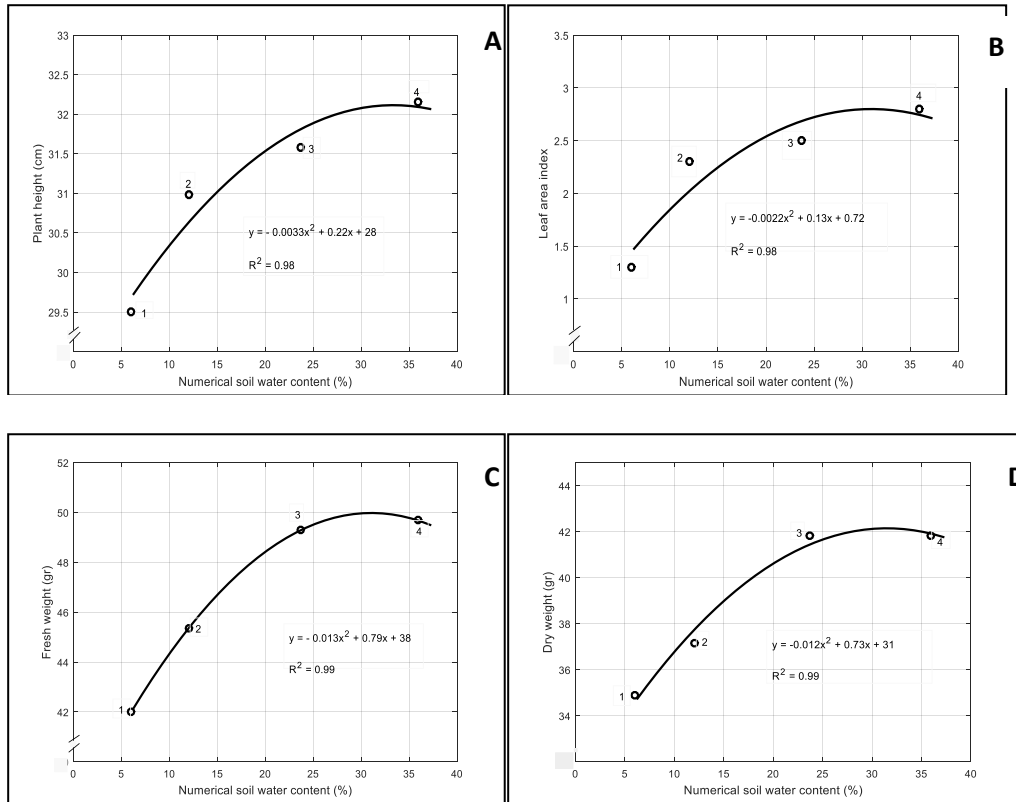 A
33
32.5
32
31.5
31
30.5
30
29.5
Plant height (cm)
1
2
3
4
y = - 0.0033x² + 0.22x + 28
R² = 0.98
0 5 10 15 20 25 30 35 40
Numerical soil water content (%)
B
3.5
3
2.5
2
1.5
1
Leaf area index
1
2
3
4
y = -0.0022x² + 0.13x + 0.72
R² = 0.98
0 5 10 15 20 25 30 35 40
Numerical soil water content (%)
C
52
50
48
46
44
42
Fresh weight (gr)
1
2
3
4
y = - 0.013x² + 0.79x + 38
R² = 0.99
0 5 10 15 20 25 30 35 40
Numerical soil water content (%)
D
44
42
40
38
36
34
Dry weight (gr)
1
2
3
4
y = -0.012x² + 0.73x + 31
R² = 0.99
0 5 10 15 20 25 30 35 40
Numerical soil water content (%)